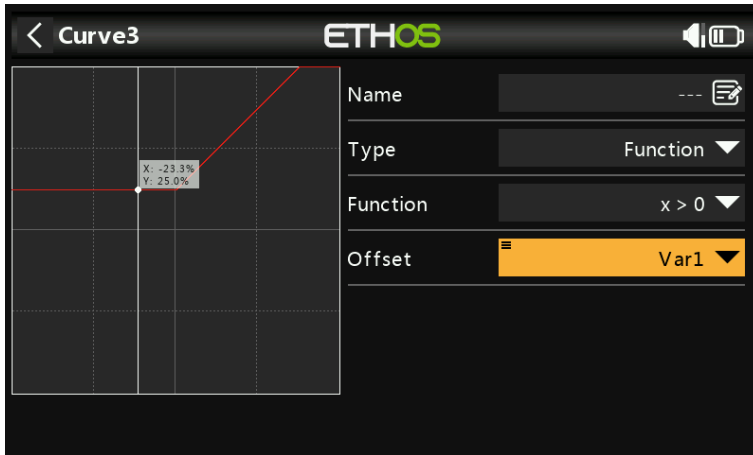 Curve3
ETHOS
Name ---
Type Function
X: -23.3%
Y: 25.0%
Function x > 0
Offset Var1